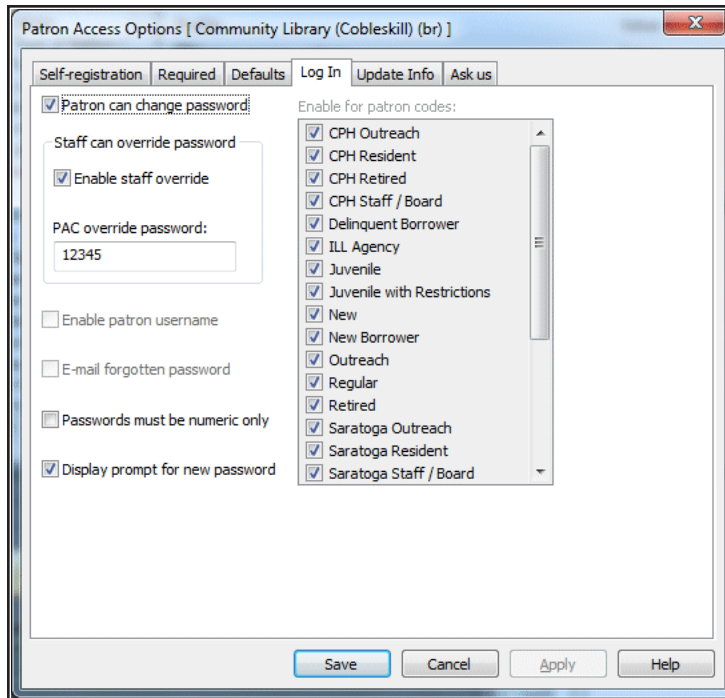 Patron Access Options [ Community Library (Cobleskill) (br) ]
Self-registration Required Defaults Log In Update Info Ask us
Patron can change password
Staff can override password
Enable staff override
PAC override password:
12345
Enable patron username
E-mail forgotten password
Passwords must be numeric only
Display prompt for new password
Enable for patron codes:
CPH Outreach
CPH Resident
CPH Retired
CPH Staff / Board
Delinquent Borrower
ILL Agency
Juvenile
Juvenile with Restrictions
New
New Borrower
Outreach
Regular
Retired
Saratoga Outreach
Saratoga Resident
Saratoga Staff / Board
Save Cancel Apply Help